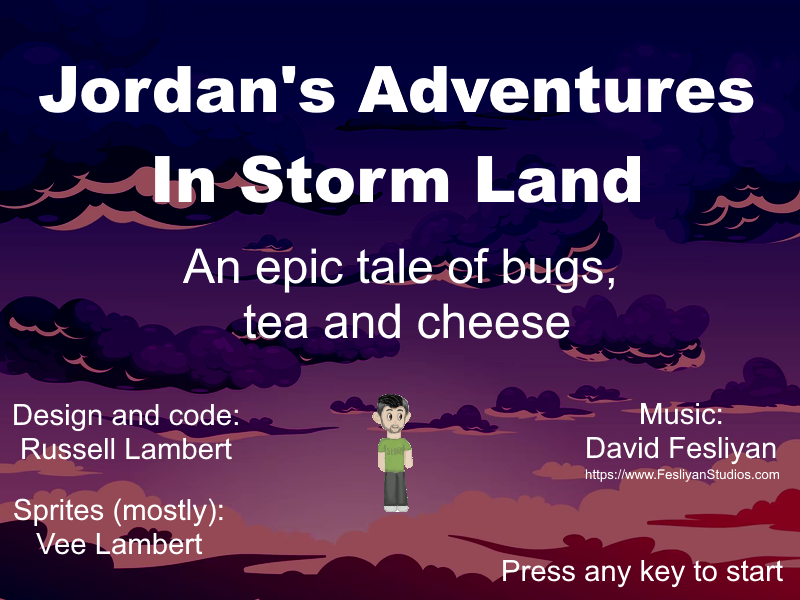 Jordan's Adventures
In Storm Land
An epic tale of bugs,
tea and cheese
Design and code:
Russell Lambert
Sprites (mostly):
Vee Lambert
Music:
David Fesliyan
https://www.FesliyanStudios.com
Press any key to start